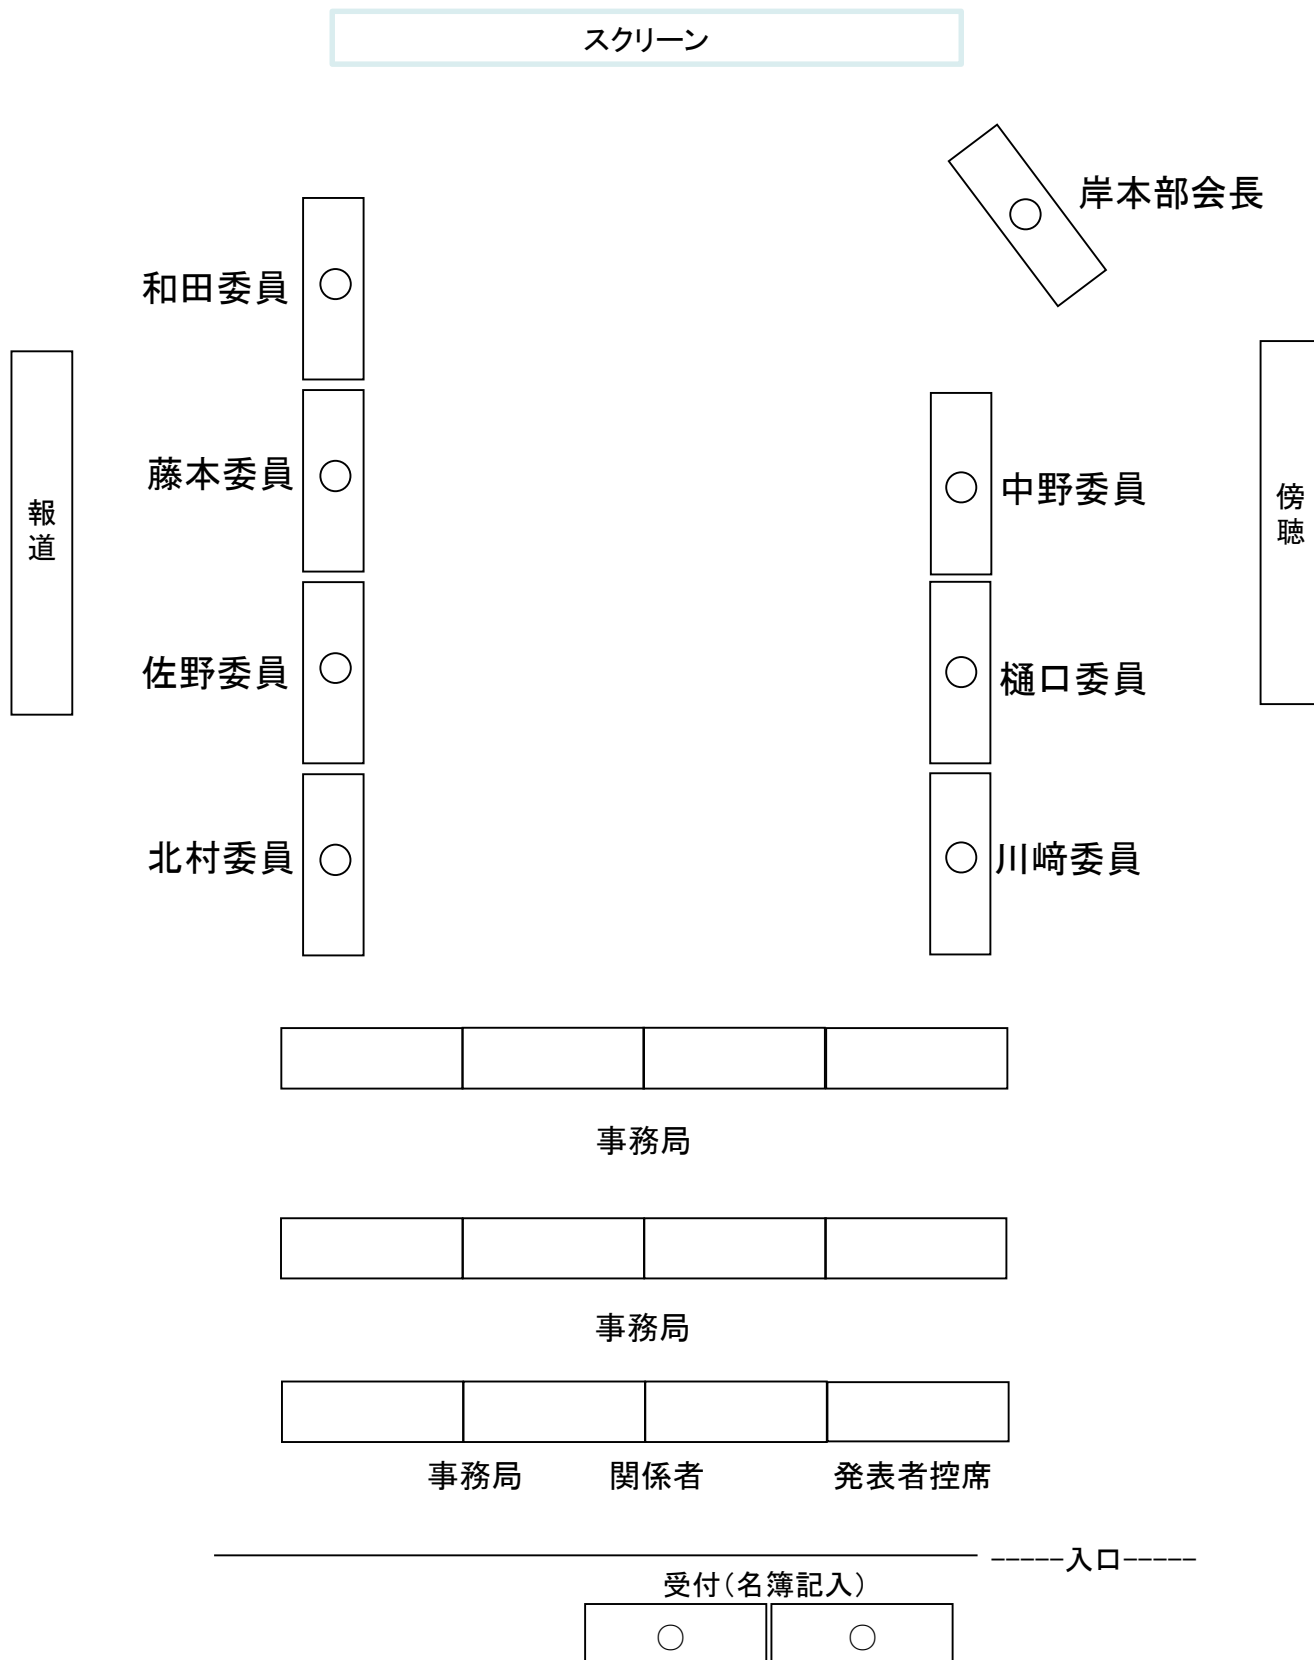 スクリーン
岸本部会長
和田委員
藤本委員
中野委員
報道
傍聴
佐野委員
樋口委員
北村委員
川﨑委員
事務局
事務局
事務局
関係者
発表者控席
-----入口-----
受付(名簿記入)
○
○